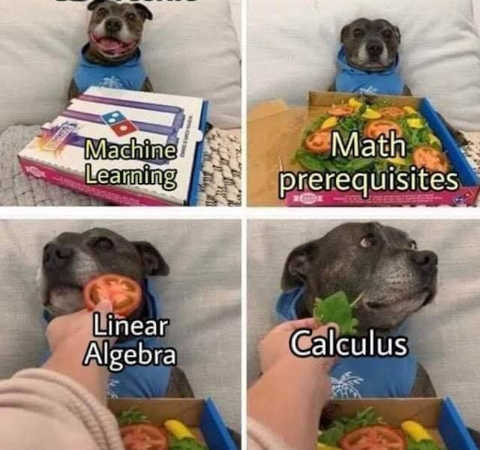 Machine
Learning
Math
prerequisites
Linear
Algebra
Calculus